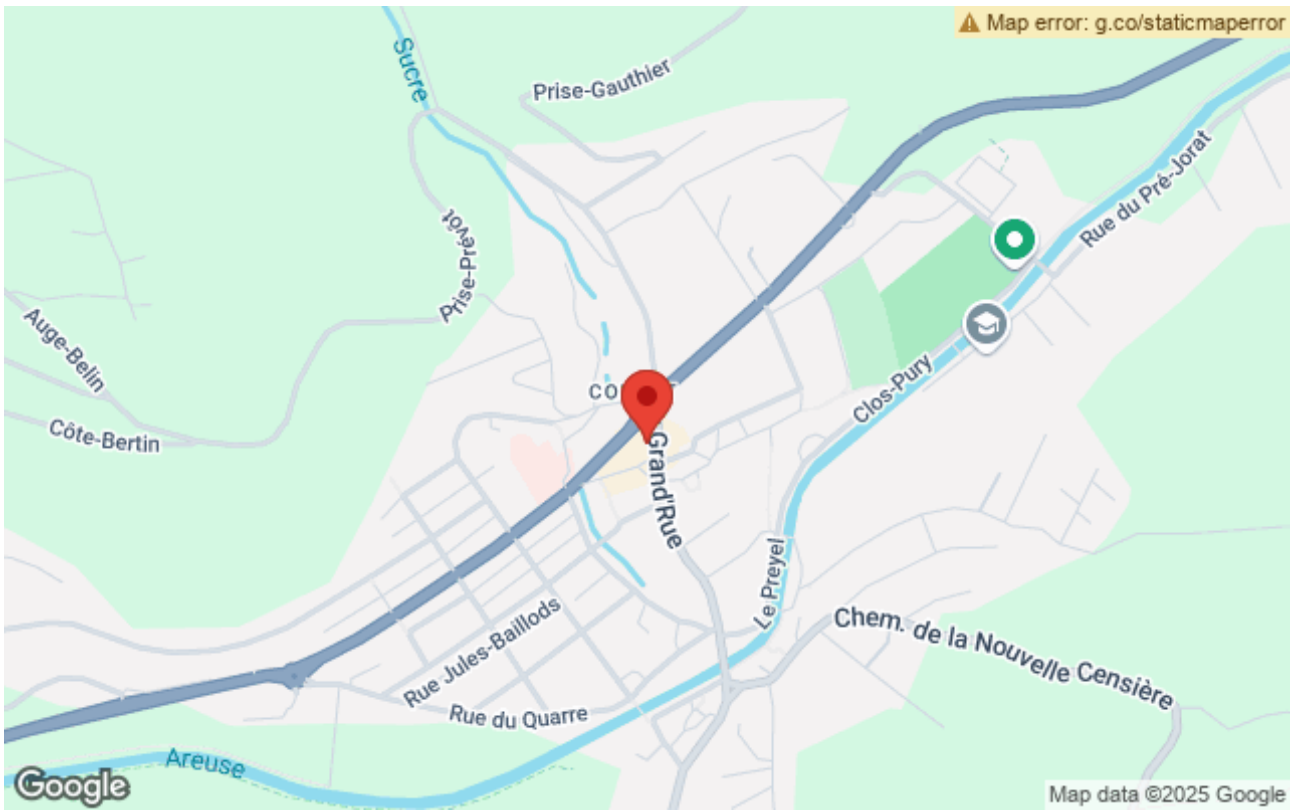 Map error: g.co/staticmaperror
Sucre
Prise-Gauthier
Rue du Pré-Jorat
Prise-Prévôt
Auge-Belin
Côte-Bertin
Clos-Pury
Grand'Rue
Le Preyel
Rue Jules-Baillods
Chem. de la Nouvelle Censière
Rue du Quarre
Areuse
Google
Map data ©2025 Google